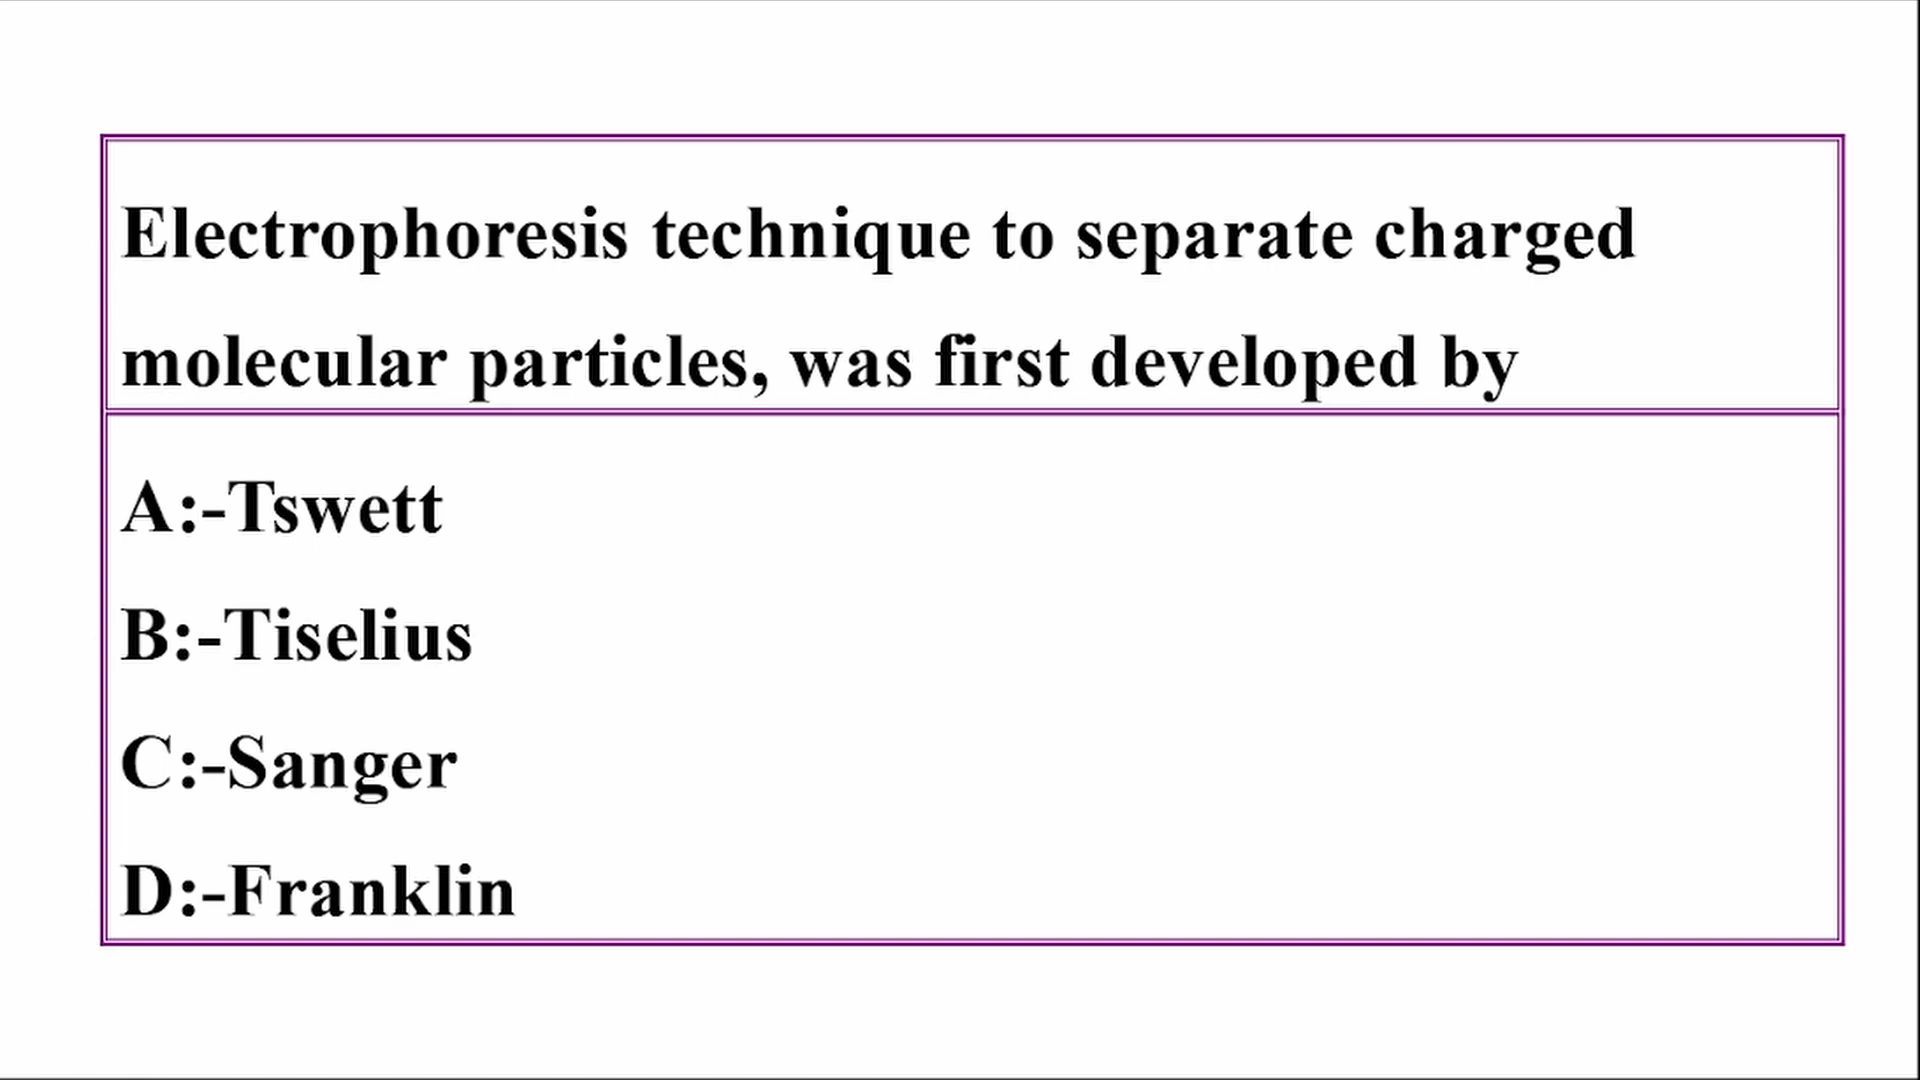 Electrophoresis technique to separate charged
molecular particles, was first developed by
A:-Tswett
B:-Tiselius
C:-Sanger
D:-Franklin